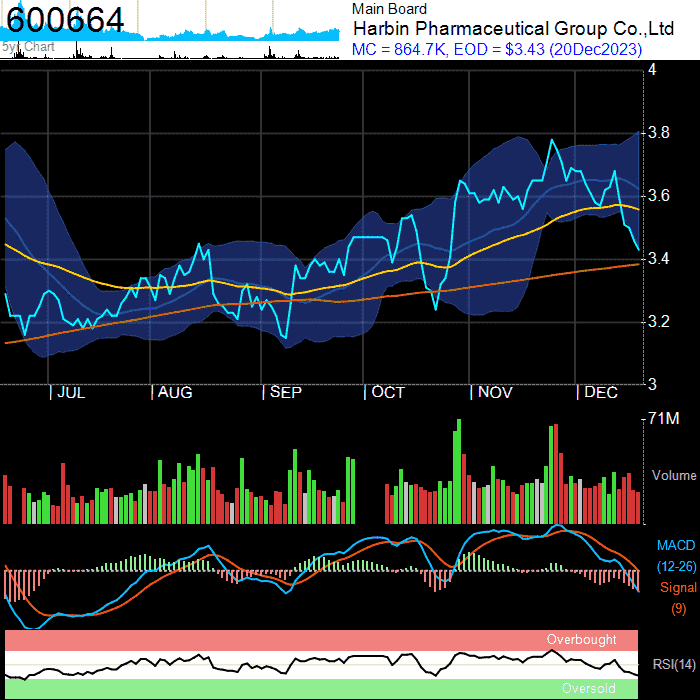 600664
5yr Chart
Main Board
Harbin Pharmaceutical Group Co.,Ltd
MC = 864.7K, EOD = $3.43 (20Dec2023)
4
3.8
3.6
3.4
3.2
3
JUL AUG SEP OCT NOV DEC
71M
Volume
MACD
(12-26)
Signal
(9)
Overbought
RSI(14)
Oversold